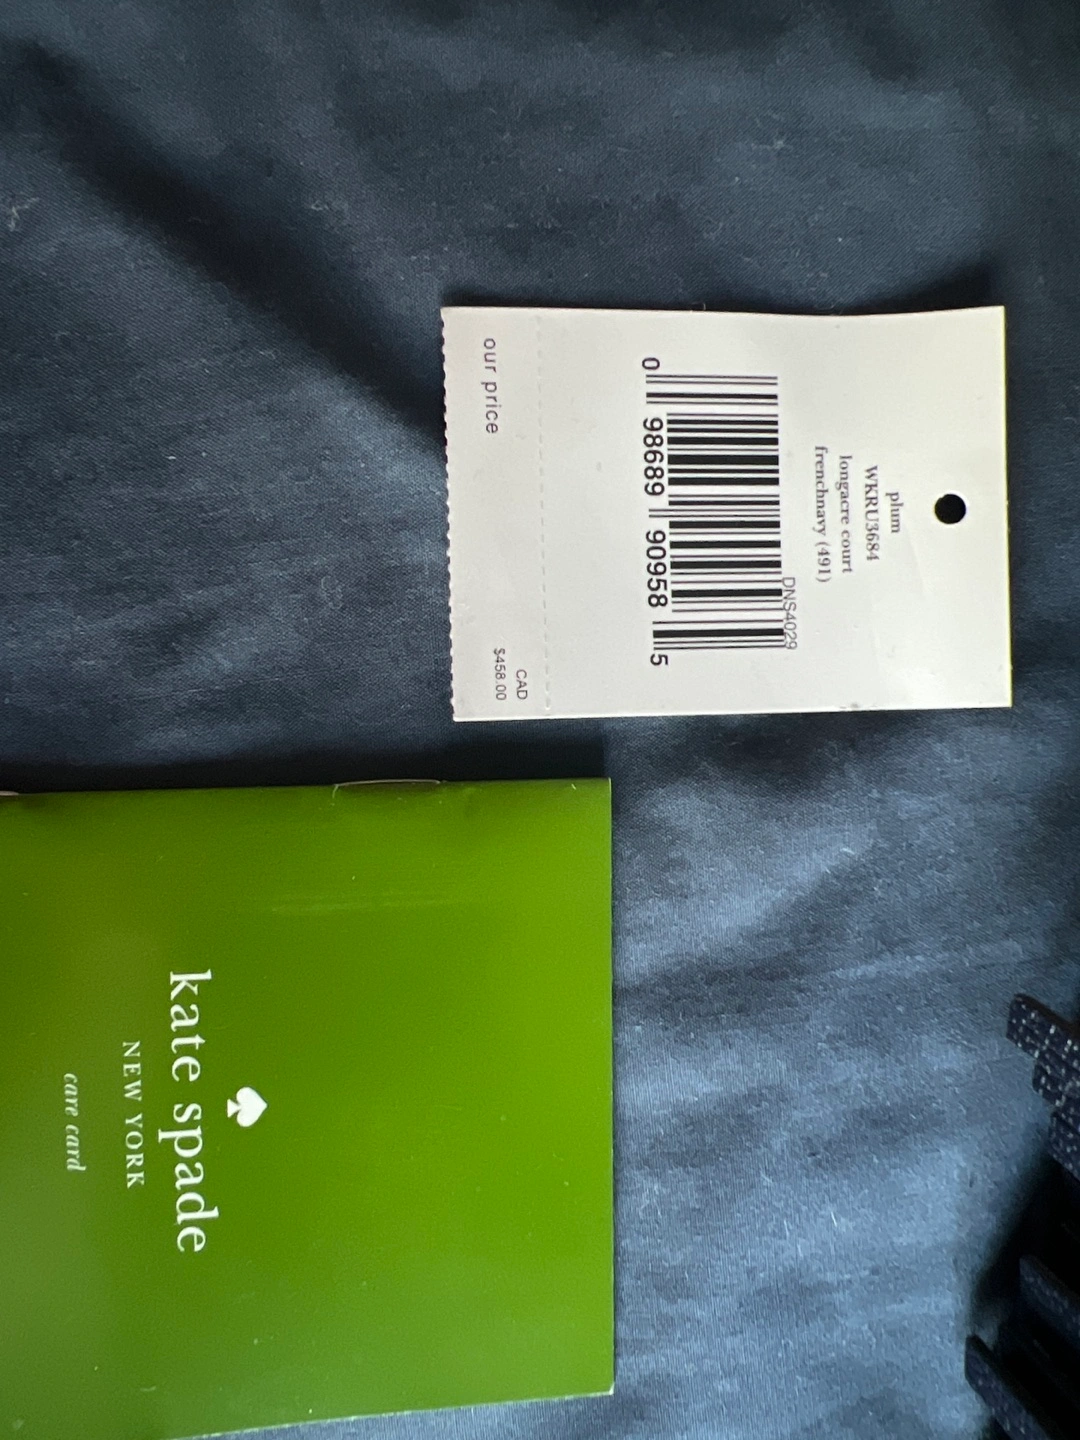 plum
WKRU3684
longacre court
frenchnavy (491)
DNS4029
0 98689 90958 5
CAD
our price $458.00
kate spade
NEW YORK
care card